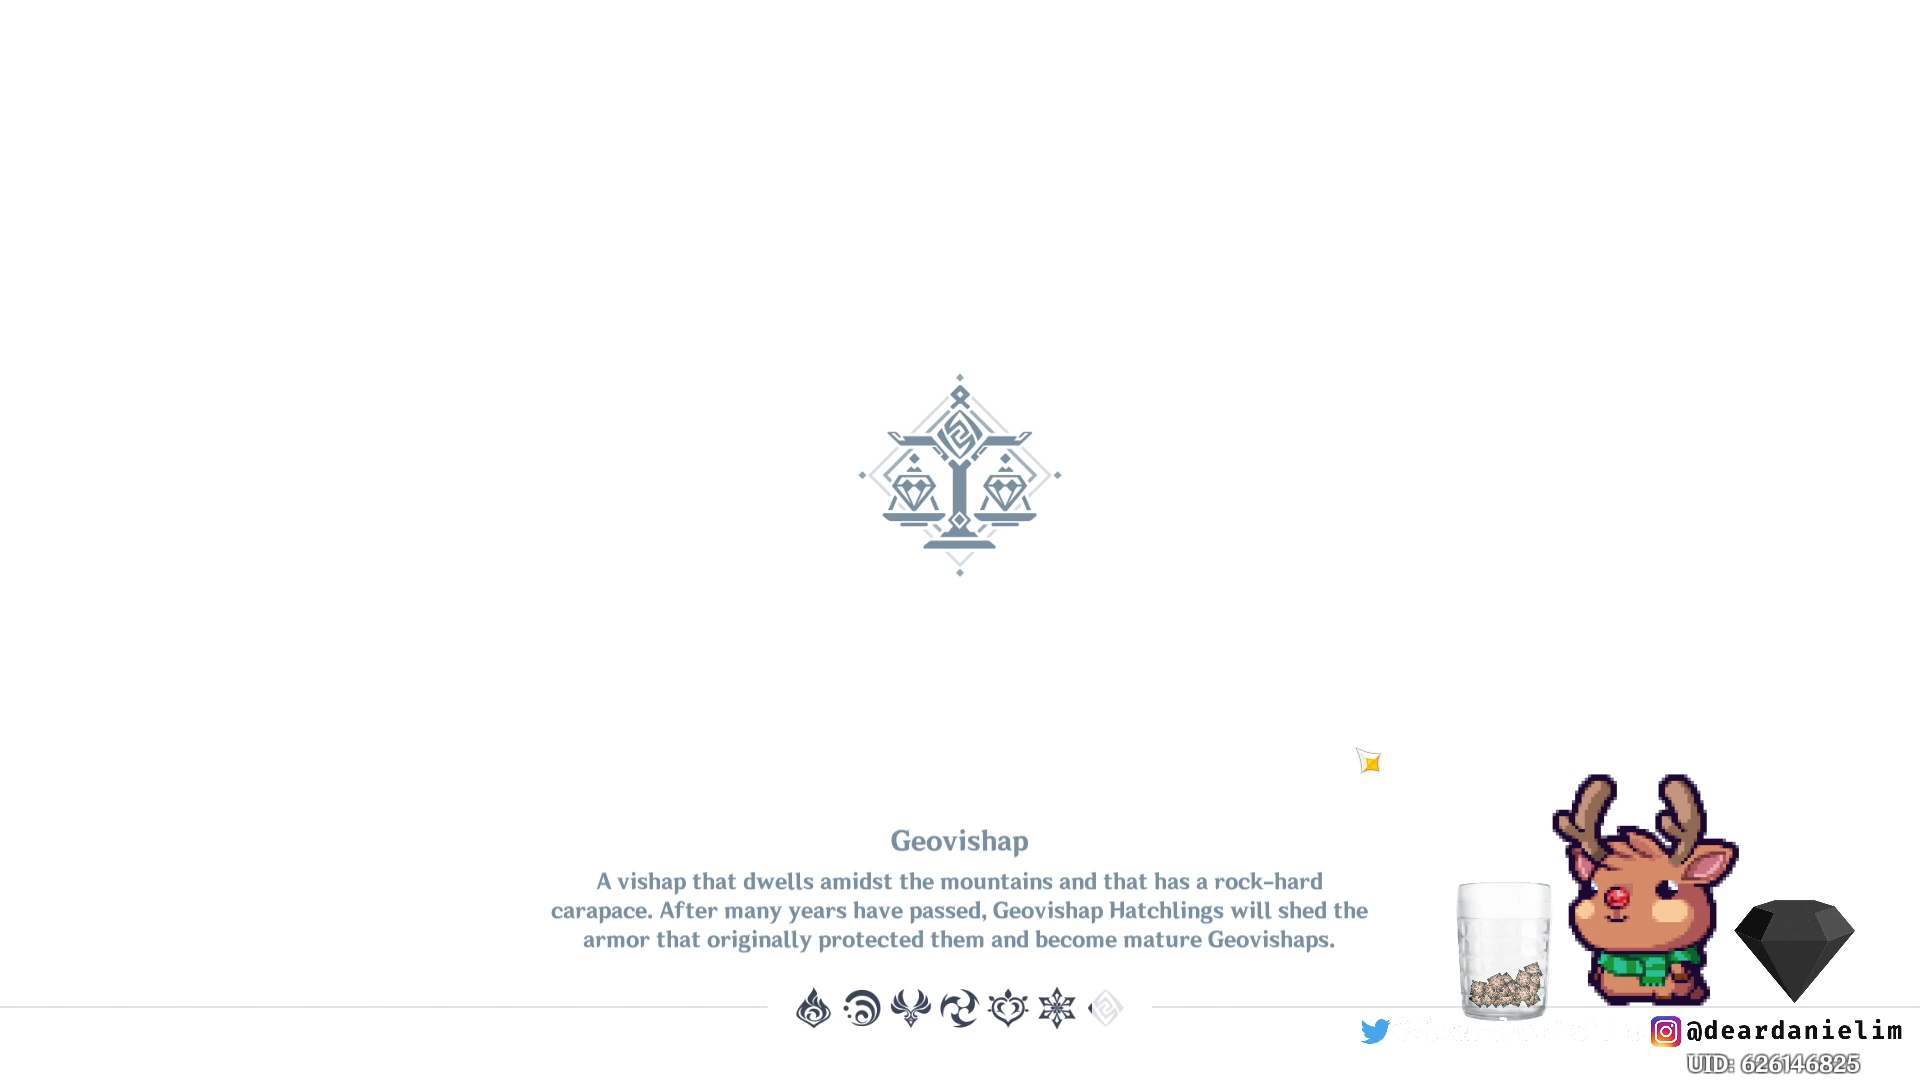 Geovishap
A vishap that dwells amidst the mountains and that has a rock-hard
carapace. After many years have passed, Geovishap Hatchlings will shed the
armor that originally protected them and become mature Geovishaps.
@deardanielim
UID: 626146825